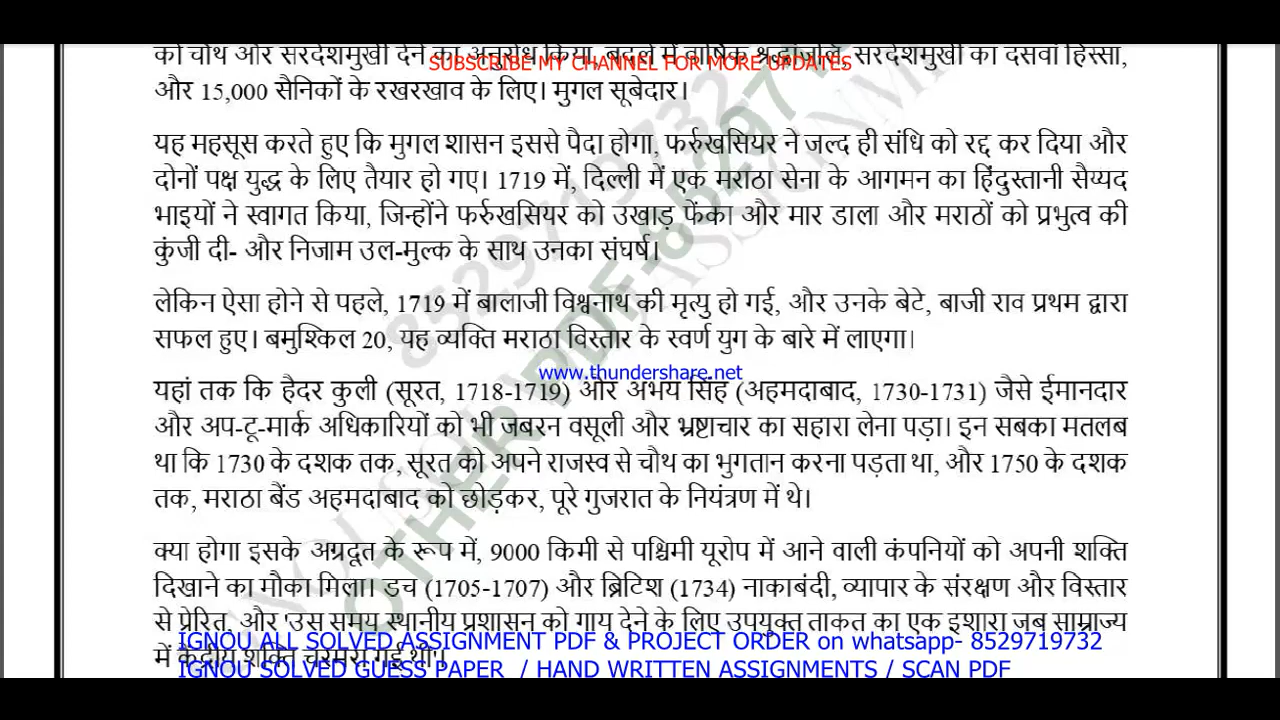 को चौथ और सरदेशमुखी देने का अनुरोध किया, बदले में वार्षिक श्रद्धांजलि, सरदेशमुखी का दसवां हिस्सा,
SUBSCRIBE MY CHANNEL FOR MORE UPDATES
और 15,000 सैनिकों के रखरखाव के लिए। मुगल सूबेदार।
यह महसूस करते हुए कि मुगल शासन इससे पैदा होगा, फर्रुखसियर ने जल्द ही संधि को रद्द कर दिया और
दोनों पक्ष युद्ध के लिए तैयार हो गए। 1719 में, दिल्ली में एक मराठा सेना के आगमन का हिंदुस्तानी सैय्यद
भाइयों ने स्वागत किया, जिन्होंने फर्रुखसियर को उखाड़ फेंका और मार डाला और मराठों को प्रभुत्व की
कुंजी दी- और निजाम उल-मुल्क के साथ उनका संघर्ष।
लेकिन ऐसा होने से पहले, 1719 में बालाजी विश्वनाथ की मृत्यु हो गई, और उनके बेटे, बाजी राव प्रथम द्वारा
सफल हुए। बमुश्किल 20, यह व्यक्ति मराठा विस्तार के स्वर्ण युग के बारे में लाएगा।
www.thundershare.net
यहां तक कि हैदर कुली (सूरत, 1718-1719) और अभय सिंह (अहमदाबाद, 1730-1731) जैसे ईमानदार
और अप-टू-मार्क अधिकारियों को भी जबरन वसूली और भ्रष्टाचार का सहारा लेना पड़ा। इन सबका मतलब
था कि 1730 के दशक तक, सूरत को अपने राजस्व से चौथ का भुगतान करना पड़ता था, और 1750 के दशक
तक, मराठा बैंड अहमदाबाद को छोड़कर, पूरे गुजरात के नियंत्रण में थे।
क्या होगा इसके अग्रदूत के रूप में, 9000 किमी से पश्चिमी यूरोप में आने वाली कंपनियों को अपनी शक्ति
दिखाने का मौका मिला। डच (1705-1707) और ब्रिटिश (1734) नाकाबंदी, व्यापार के संरक्षण और विस्तार
से प्रेरित, और 'उस समय स्थानीय प्रशासन को गाय देने के लिए उपयुक्त ताकत का एक इशारा जब साम्राज्य
IGNOU ALL SOLVED ASSIGNMENT PDF & PROJECT ORDER on whatsapp- 8529719732
में केंद्रीय शक्ति चरमरा गई थी'।
IGNOU SOLVED GUESS PAPER / HAND WRITTEN ASSIGNMENTS / SCAN PDF